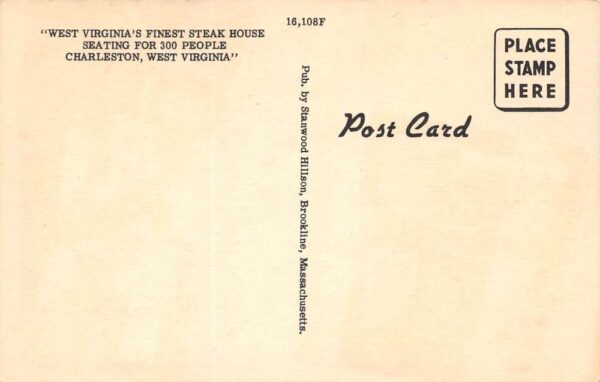 "WEST VIRGINIA'S FINEST STEAK HOUSE
SEATING FOR 300 PEOPLE
CHARLESTON, WEST VIRGINIA"
16,108F
Pub. by Stanwood Hillson, Brookline, Massachusetts.
PLACE
STAMP
HERE
Post Card